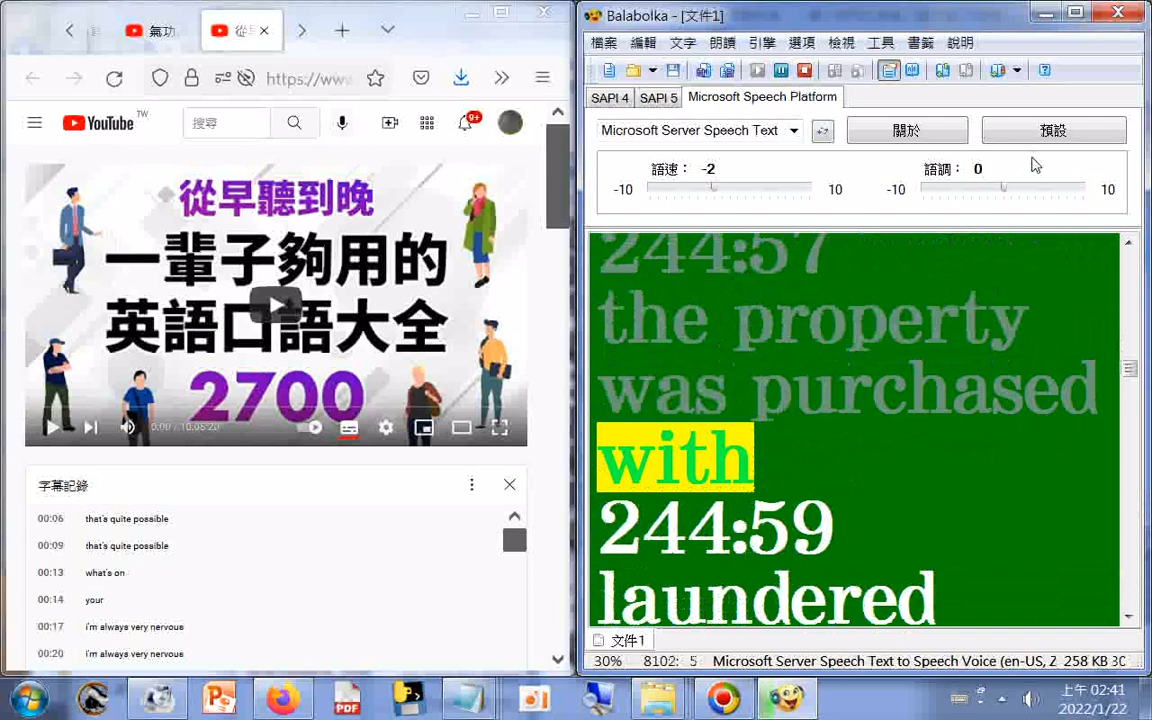 氣功
從
https://www
YouTube TW
搜尋
9+
從早聽到晚
一輩子夠用的
英語口語大全
2700
0:00 / 10:05:20
字幕記錄
00:06 that's quite possible
00:09 that's quite possible
00:13 what's on
00:14 your
00:17 i'm always very nervous
00:20 i'm always very nervous
Balabolka - [文件1]
檔案 編輯 文字 朗讀 引擎 選項 檢視 工具 書籤 說明
SAPI 4 SAPI 5 Microsoft Speech Platform
Microsoft Server Speech Text
關於
預設
語速： -2
-10 10
語調： 0
-10 10
244:57
the property
was purchased
with
244:59
laundered
文件1
30% 8102: 5 Microsoft Server Speech Text to Speech Voice (en-US, Z 258 KB
PDF
上午 02:41
2022/1/22